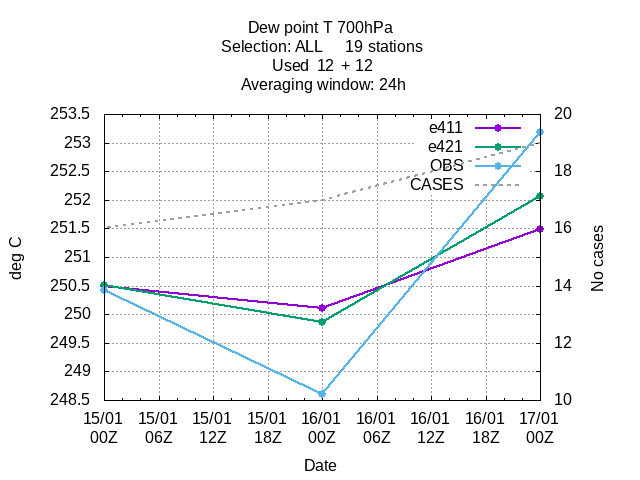 Dew point T 700hPa
Selection: ALL 19 stations
Used 12 + 12
Averaging window: 24h
253.5
253
252.5
252
251.5
251
250.5
250
249.5
249
248.5
deg C
20
18
16
14
12
10
No cases
e411
e421
OBS
CASES
15/01 15/01 15/01 15/01 16/01 16/01 16/01 16/01 17/01
00Z 06Z 12Z 18Z 00Z 06Z 12Z 18Z 00Z
Date